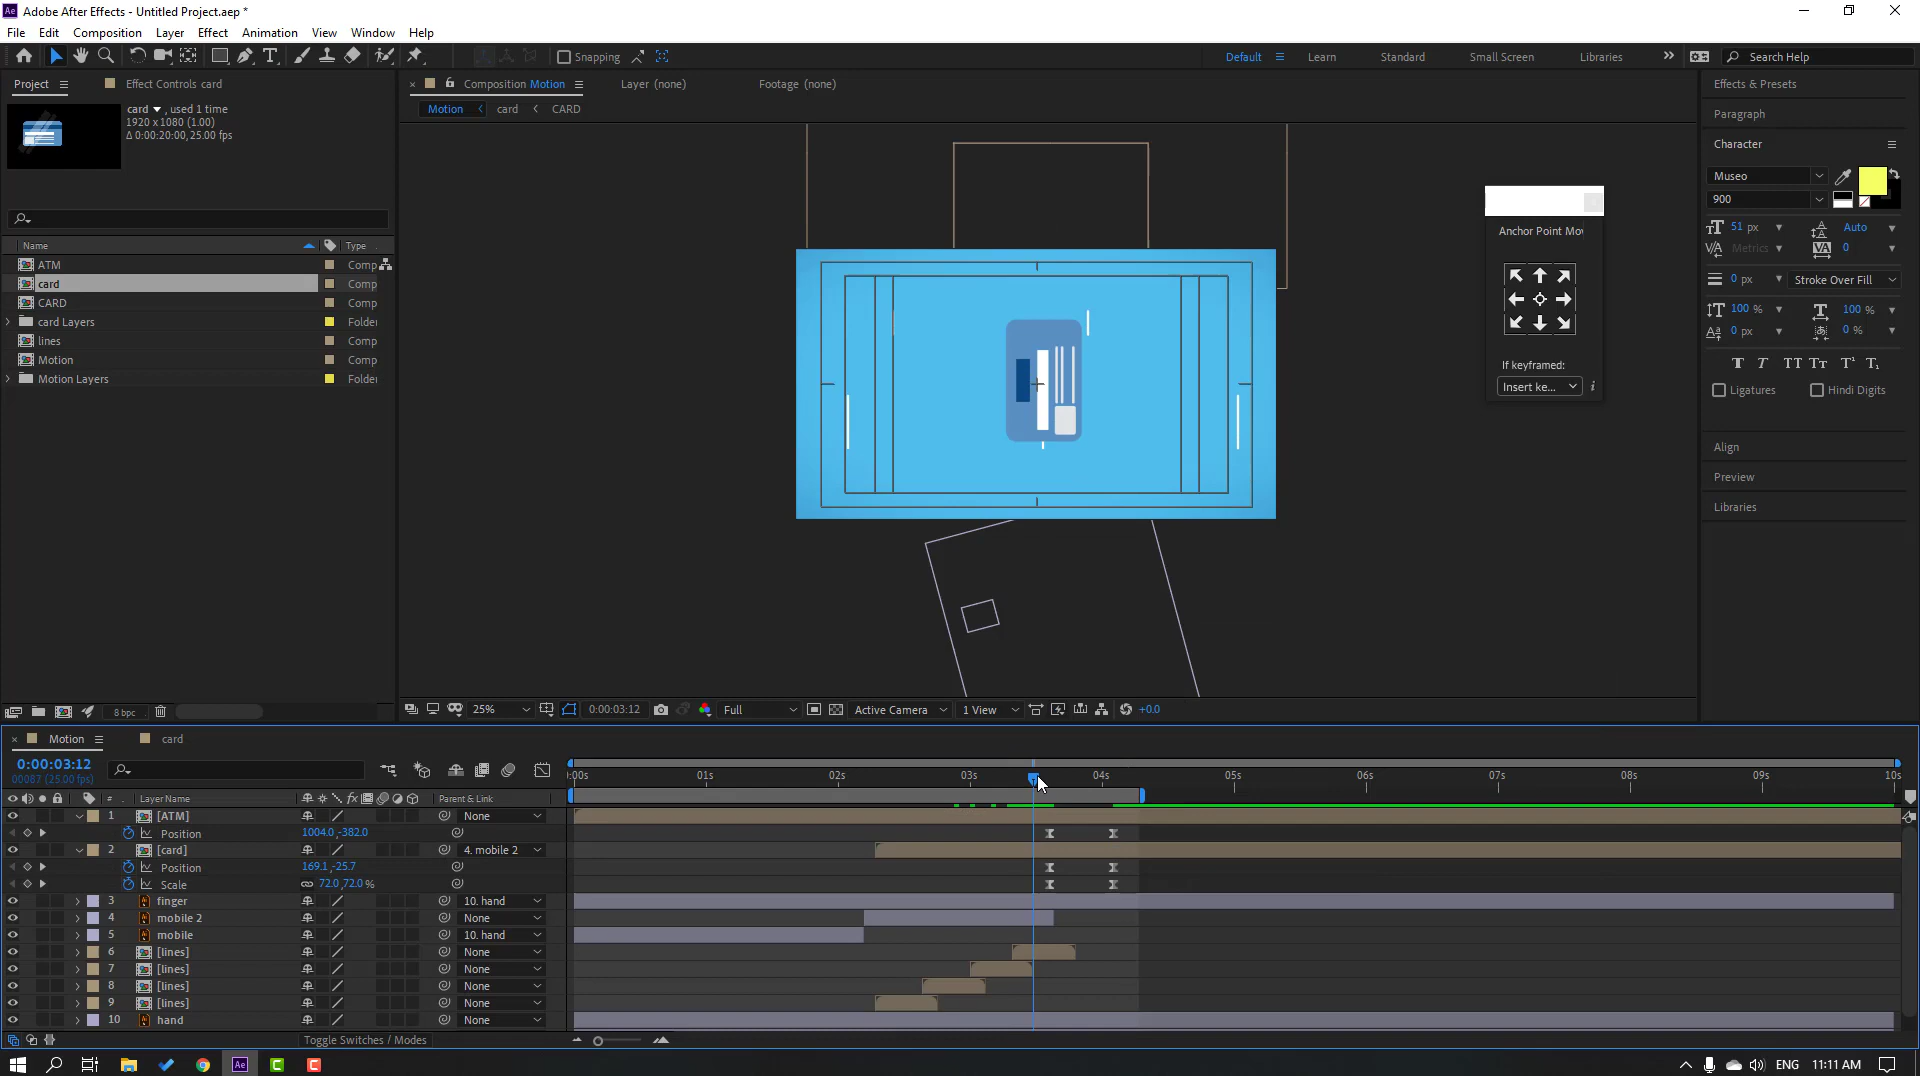 Adobe After Effects - Untitled Project.aep *
File Edit Composition Layer Effect Animation View Window Help
Snapping
Default Learn Standard Small Screen Libraries
Search Help
Project Effect Controls card
card , used 1 time
1920 x 1080 (1.00)
Δ 0:00:20:00, 25.00 fps
Name Type
ATM Comp
card Comp
CARD Comp
card Layers Folder
lines Comp
Motion Comp
Motion Layers Folder
8 bpc
Composition Motion Layer (none) Footage (none)
Motion card CARD
25% 0:00:03:12 Full Active Camera 1 View +0.0
Anchor Point Mov
If keyframed:
Insert ke...
Effects & Presets
Paragraph
Character
Museo
900
51 px Auto
Metrics 0
0 px Stroke Over Fill
100 % 100 %
0 px 0 %
Ligatures Hindi Digits
Align
Preview
Libraries
Motion card
0:00:03:12
00087 (25.00 fps)
:00s 01s 02s 03s 04s 05s 06s 07s 08s 09s 10s
# Layer Name fx Parent & Link
1 [ATM] None
Position 1004.0,-382.0
2 [card] 4. mobile 2
Position 169.1,-25.7
Scale 72.0,72.0 %
3 finger 10. hand
4 mobile 2 None
5 mobile 10. hand
6 [lines] None
7 [lines] None
8 [lines] None
9 [lines] None
10 hand None
Toggle Switches / Modes
ENG 11:11 AM